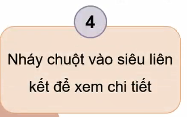 4
Nháy chuột vào siêu liên
kết để xem chi tiết